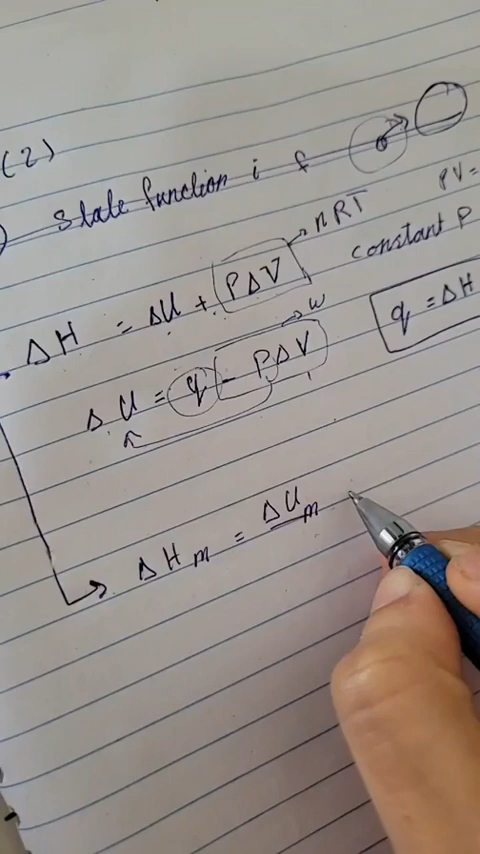 (2)
State function i f
PV=
nRT
constant P
ΔH = ΔU + PΔV
w
q = ΔH
ΔU = q - PΔV
ΔHm = ΔUm